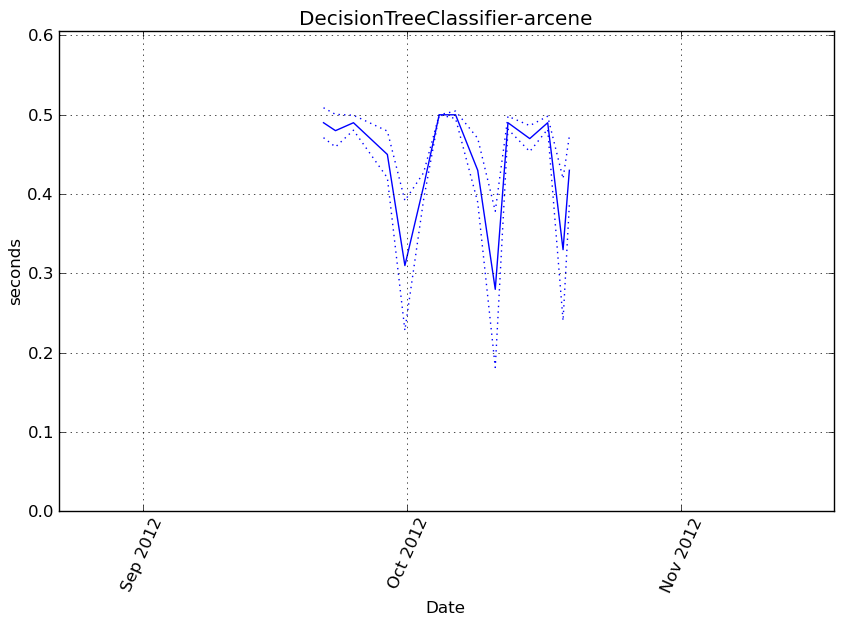 DecisionTreeClassifier-arcene
0.6
0.5
0.4
0.3
0.2
0.1
0.0
seconds
Sep 2012
Oct 2012
Nov 2012
Date